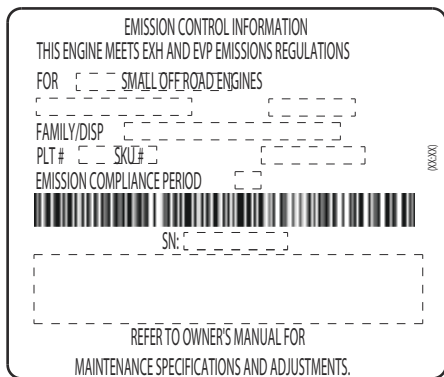 EMISSION CONTROL INFORMATION
THIS ENGINE MEETS EXH AND EVP EMISSIONS REGULATIONS
FOR SMALL OFF ROAD ENGINES
FAMILY/DISP
PLT # SKU #
EMISSION COMPLIANCE PERIOD
SN:
REFER TO OWNER'S MANUAL FOR
MAINTENANCE SPECIFICATIONS AND ADJUSTMENTS.
(XX-XX)